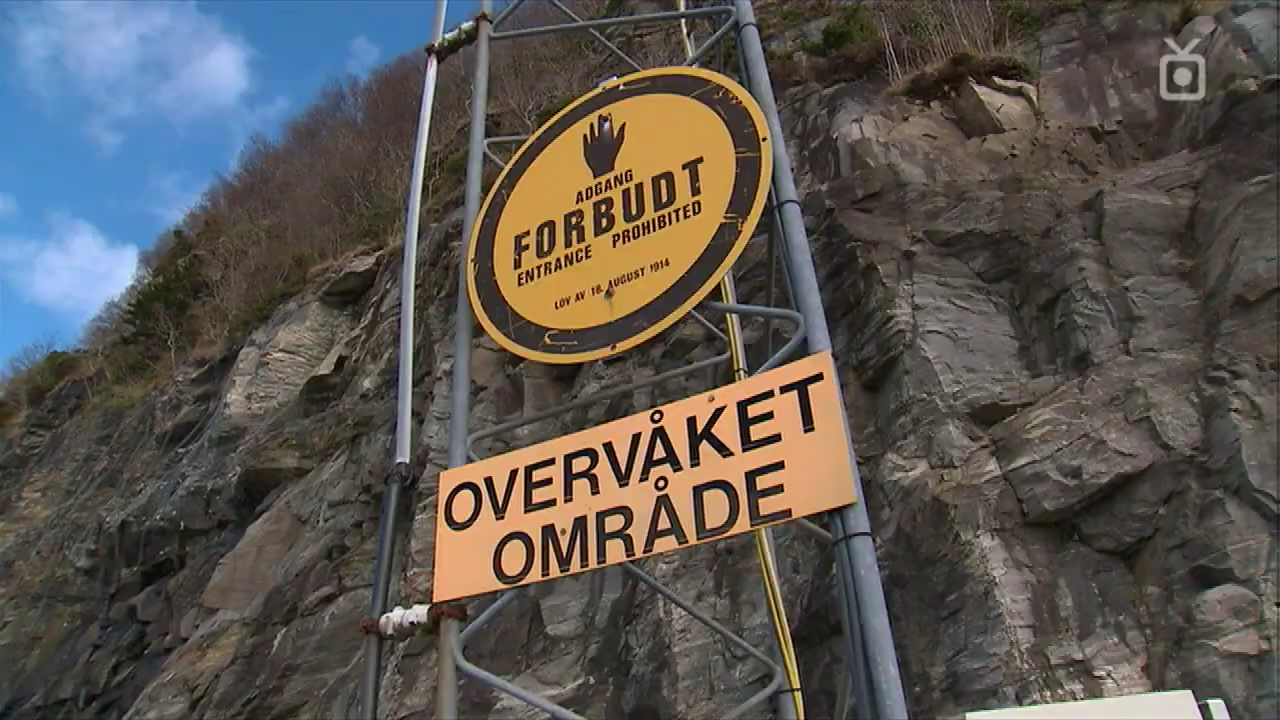 ADGANG
FORBUDT
ENTRANCE PROHIBITED
LOV AV 18. AUGUST 1914
OVERVÅKET
OMRÅDE